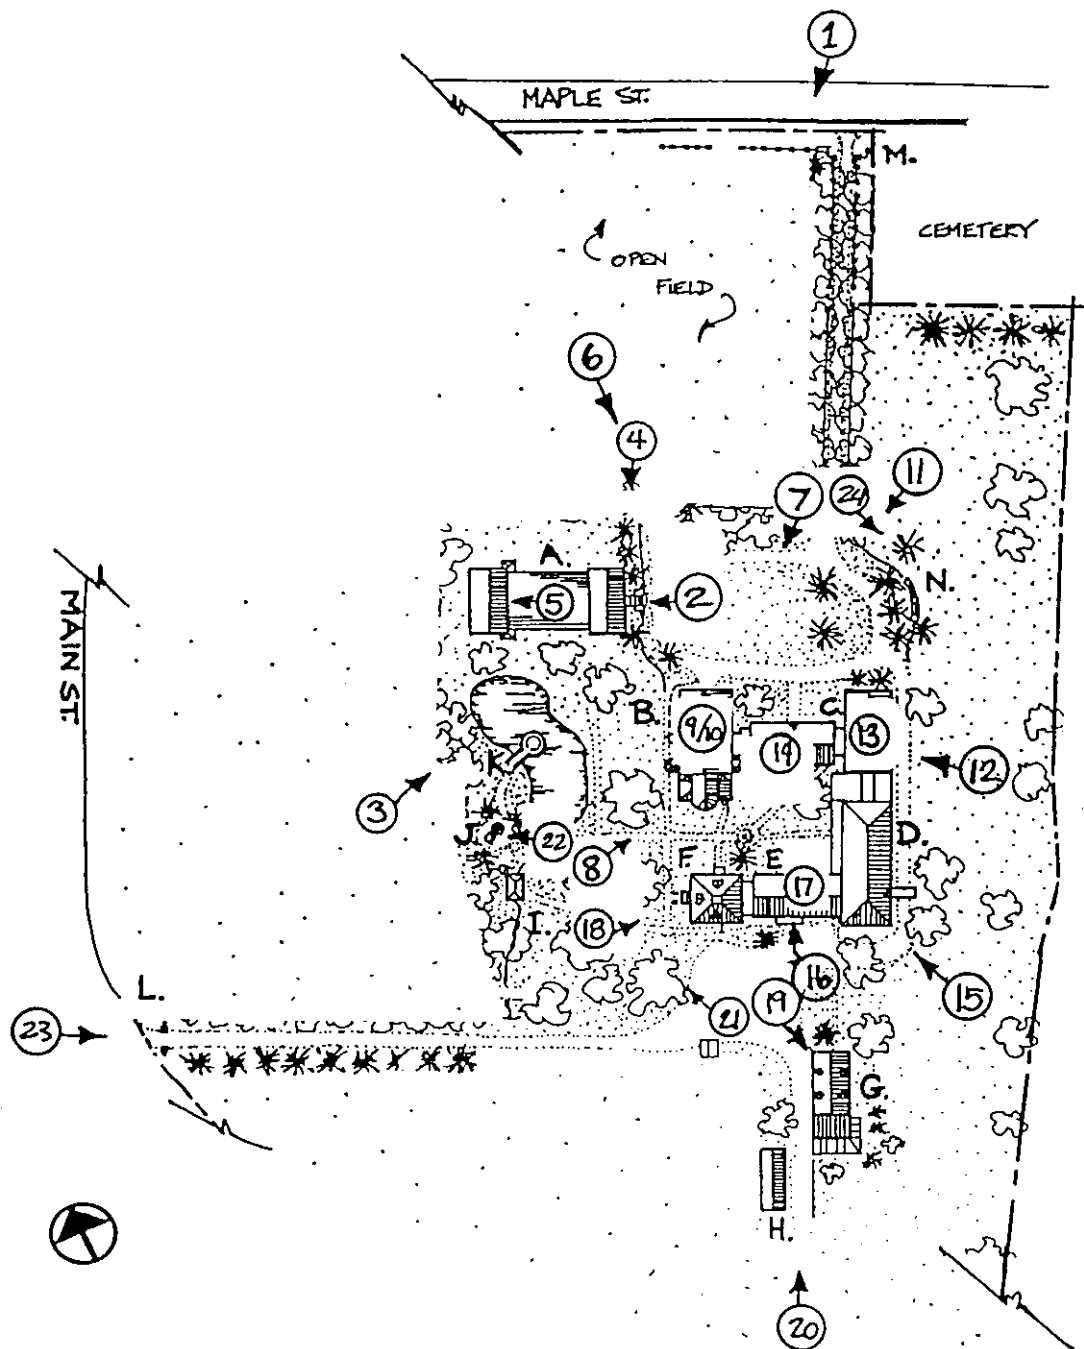 1
MAPLE ST.
M.
CEMETERY
OPEN
FIELD
6
4
11
7
24
A.
N.
5
2
MAIN ST.
B.
9/10
C.
13
14
12
K
3
J.
22
D.
8
F.
E
17
18
I.
16
15
19
L.
21
23
G.
H.
20